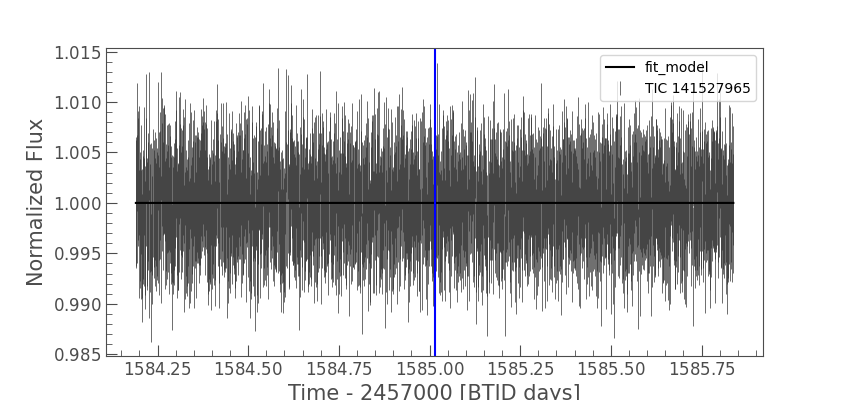 1.015
1.010
1.005
1.000
0.995
0.990
0.985
Normalized Flux
fit_model
TIC 141527965
1584.25 1584.50 1584.75 1585.00 1585.25 1585.50 1585.75
Time - 2457000 [BTJD days]